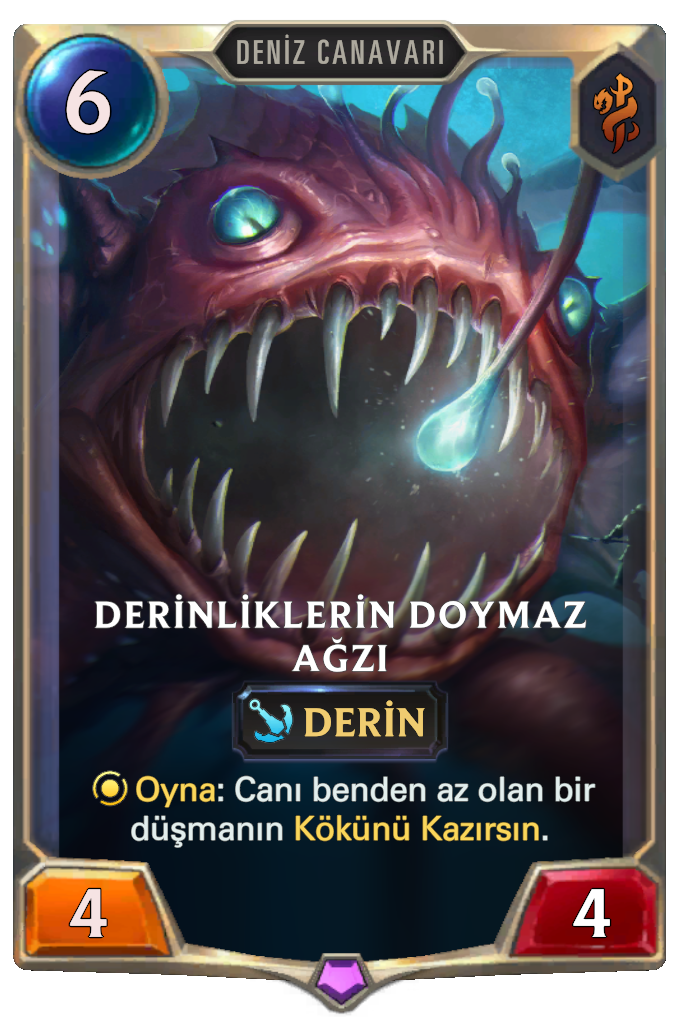 DENİZ CANAVARI
6
DERİNLİKLERİN DOYMAZ
AĞZI
DERİN
Oyna: Canı benden az olan bir
düşmanın Kökünü Kazırsın.
4
4